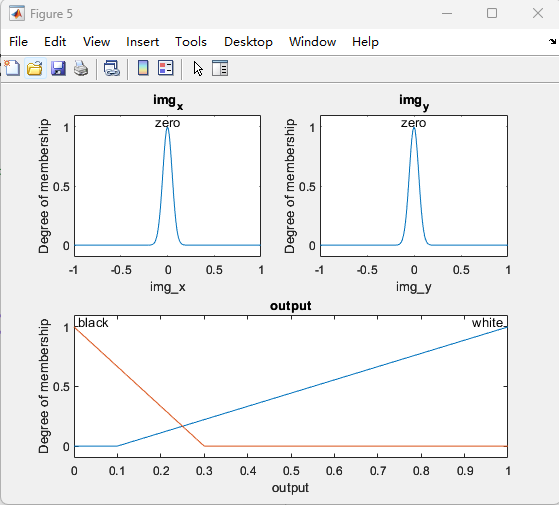 Figure 5
File Edit View Insert Tools Desktop Window Help
img_x
zero
Degree of membership
1
0.5
0
-1 -0.5 0 0.5 1
img_x
img_y
zero
Degree of membership
1
0.5
0
-1 -0.5 0 0.5 1
img_y
output
black white
Degree of membership
1
0.5
0
0 0.1 0.2 0.3 0.4 0.5 0.6 0.7 0.8 0.9 1
output